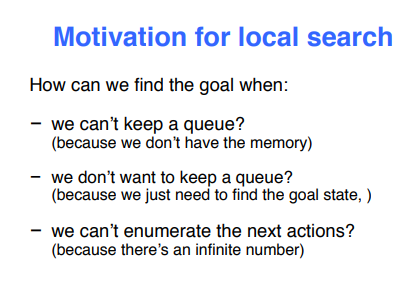 Motivation for local search
How can we find the goal when:
– we can't keep a queue?
(because we don't have the memory)
– we don't want to keep a queue?
(because we just need to find the goal state, )
– we can't enumerate the next actions?
(because there's an infinite number)